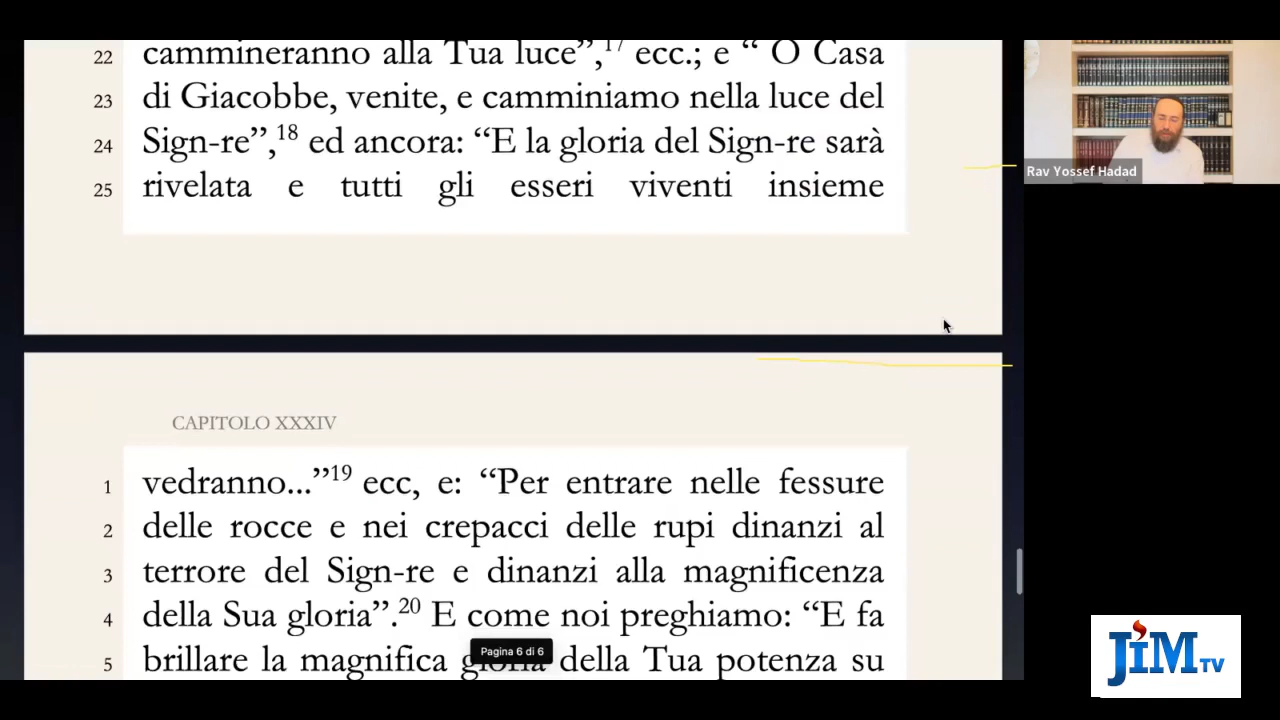 22 cammineranno alla Tua luce”,17 ecc.; e “ O Casa
23 di Giacobbe, venite, e camminiamo nella luce del
24 Sign-re”,18 ed ancora: “E la gloria del Sign-re sarà
25 rivelata e tutti gli esseri viventi insieme
Rav Yossef Hadad
CAPITOLO XXXIV
1 vedranno...”19 ecc, e: “Per entrare nelle fessure
2 delle rocce e nei crepacci delle rupi dinanzi al
3 terrore del Sign-re e dinanzi alla magnificenza
4 della Sua gloria”.20 E come noi preghiamo: “E fa
5 brillare la magnifica gloria della Tua potenza su
Pagina 6 di 6
JiM TV